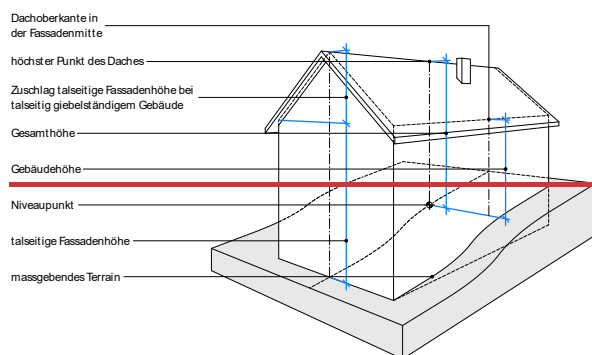 Dachoberkante in
der Fassadenmitte
höchster Punkt des Daches
Zuschlag talseitige Fassadenhöhe bei
talseitig giebelständigem Gebäude
Gesamthöhe
Gebäudehöhe
Niveaupunkt
talseitige Fassadenhöhe
massgebendes Terrain